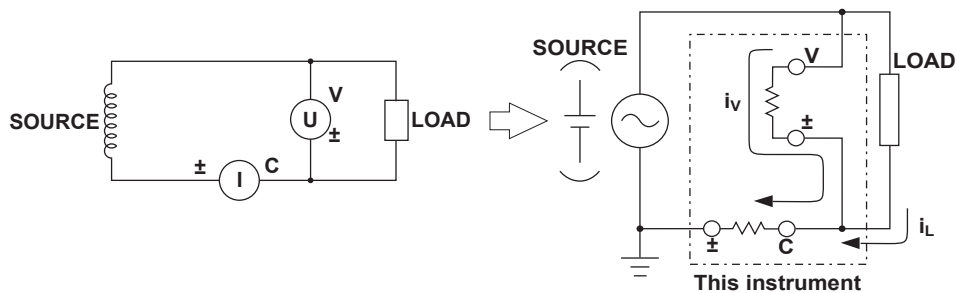 SOURCE
V
U
±
LOAD
±
I
C
SOURCE
V
LOAD
iV
±
±
C
iL
This instrument